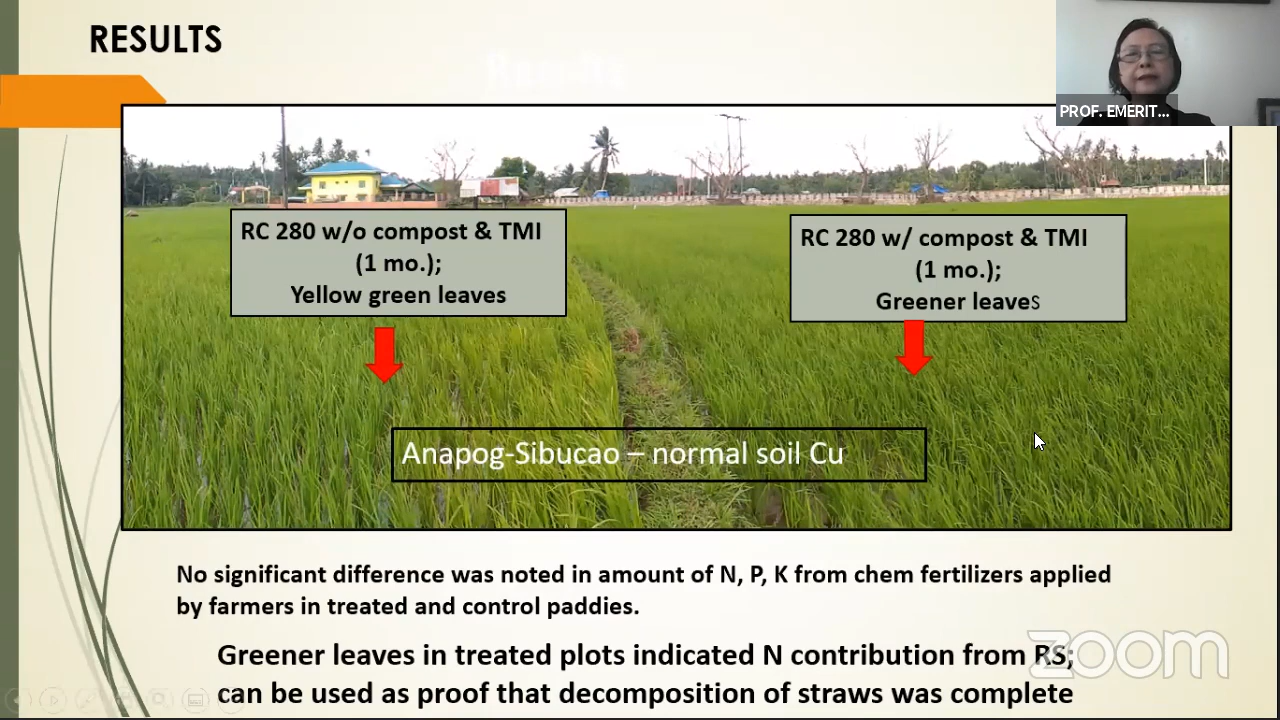 RESULTS
PROF. EMERIT...
RC 280 w/o compost & TMI
(1 mo.);
Yellow green leaves
RC 280 w/ compost & TMI
(1 mo.);
Greener leaves
Anapog-Sibucao – normal soil Cu
No significant difference was noted in amount of N, P, K from chem fertilizers applied
by farmers in treated and control paddies.
Greener leaves in treated plots indicated N contribution from RS;
can be used as proof that decomposition of straws was complete
zoom